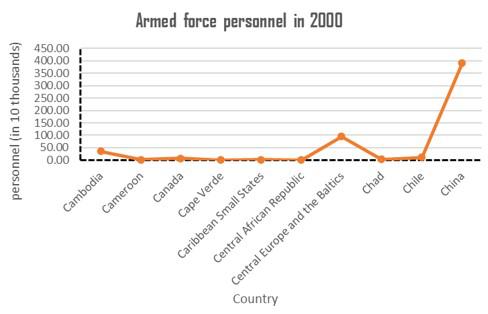 Armed force personnel in 2000
personnel (in 10 thousands)
450.00
400.00
350.00
300.00
250.00
200.00
150.00
100.00
50.00
0.00
Cambodia
Cameroon
Canada
Cape Verde
Caribbean Small States
Central African Republic
Central Europe and the Baltics
Chad
Chile
China
Country